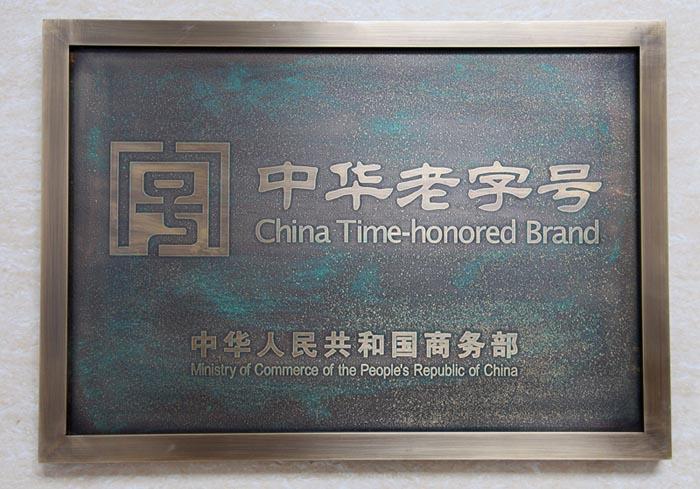 中华老字号
China Time-honored Brand
中华人民共和国商务部
Ministry of Commerce of the People's Republic of China